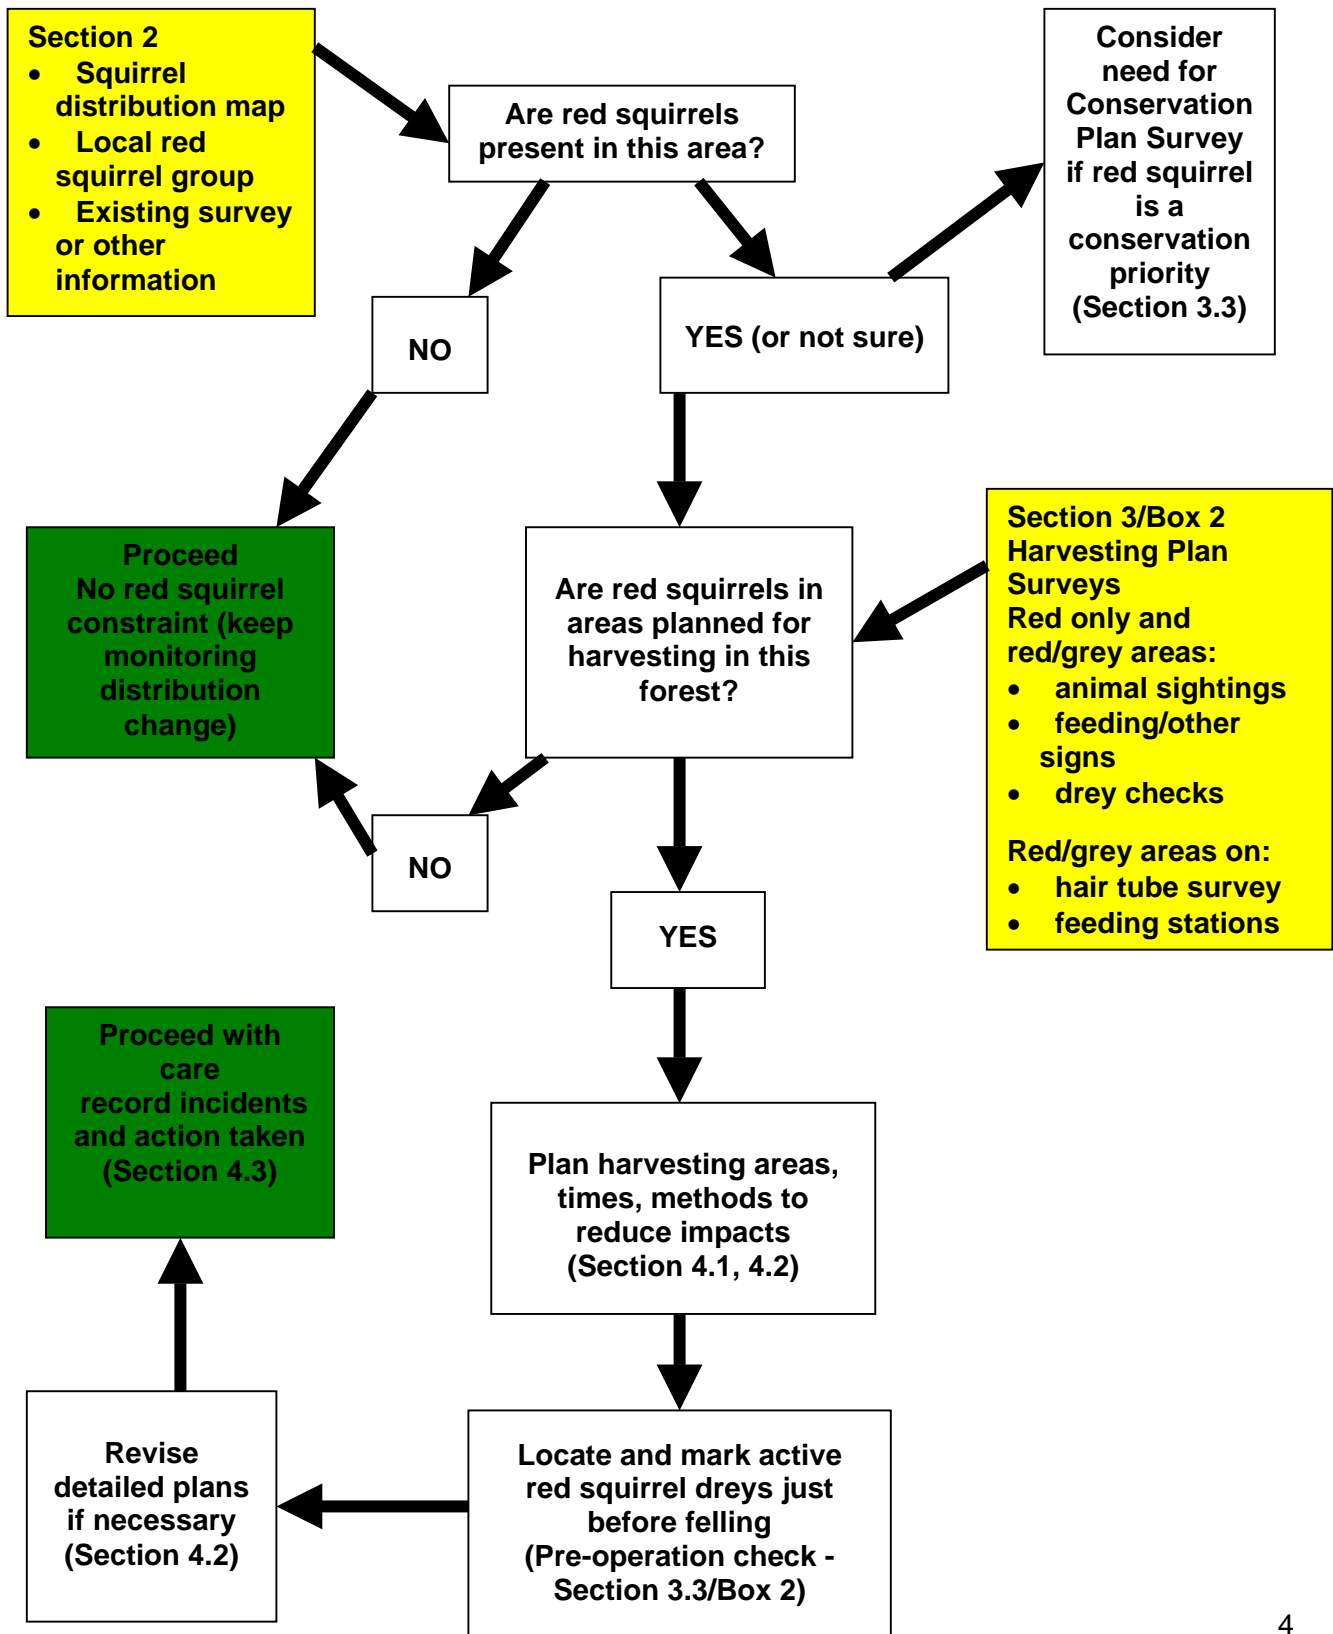 Section 2
• Squirrel
distribution map
• Local red
squirrel group
• Existing survey
or other
information
Are red squirrels
present in this area?
Consider
need for
Conservation
Plan Survey
if red squirrel
is a
conservation
priority
(Section 3.3)
NO
YES (or not sure)
Proceed
No red squirrel
constraint (keep
monitoring
distribution
change)
Are red squirrels in
areas planned for
harvesting in this
forest?
Section 3/Box 2
Harvesting Plan
Surveys
Red only and
red/grey areas:
• animal sightings
• feeding/other
signs
• drey checks
Red/grey areas on:
• hair tube survey
• feeding stations
NO
YES
Proceed with
care
record incidents
and action taken
(Section 4.3)
Plan harvesting areas,
times, methods to
reduce impacts
(Section 4.1, 4.2)
Revise
detailed plans
if necessary
(Section 4.2)
Locate and mark active
red squirrel dreys just
before felling
(Pre-operation check -
Section 3.3/Box 2)
4